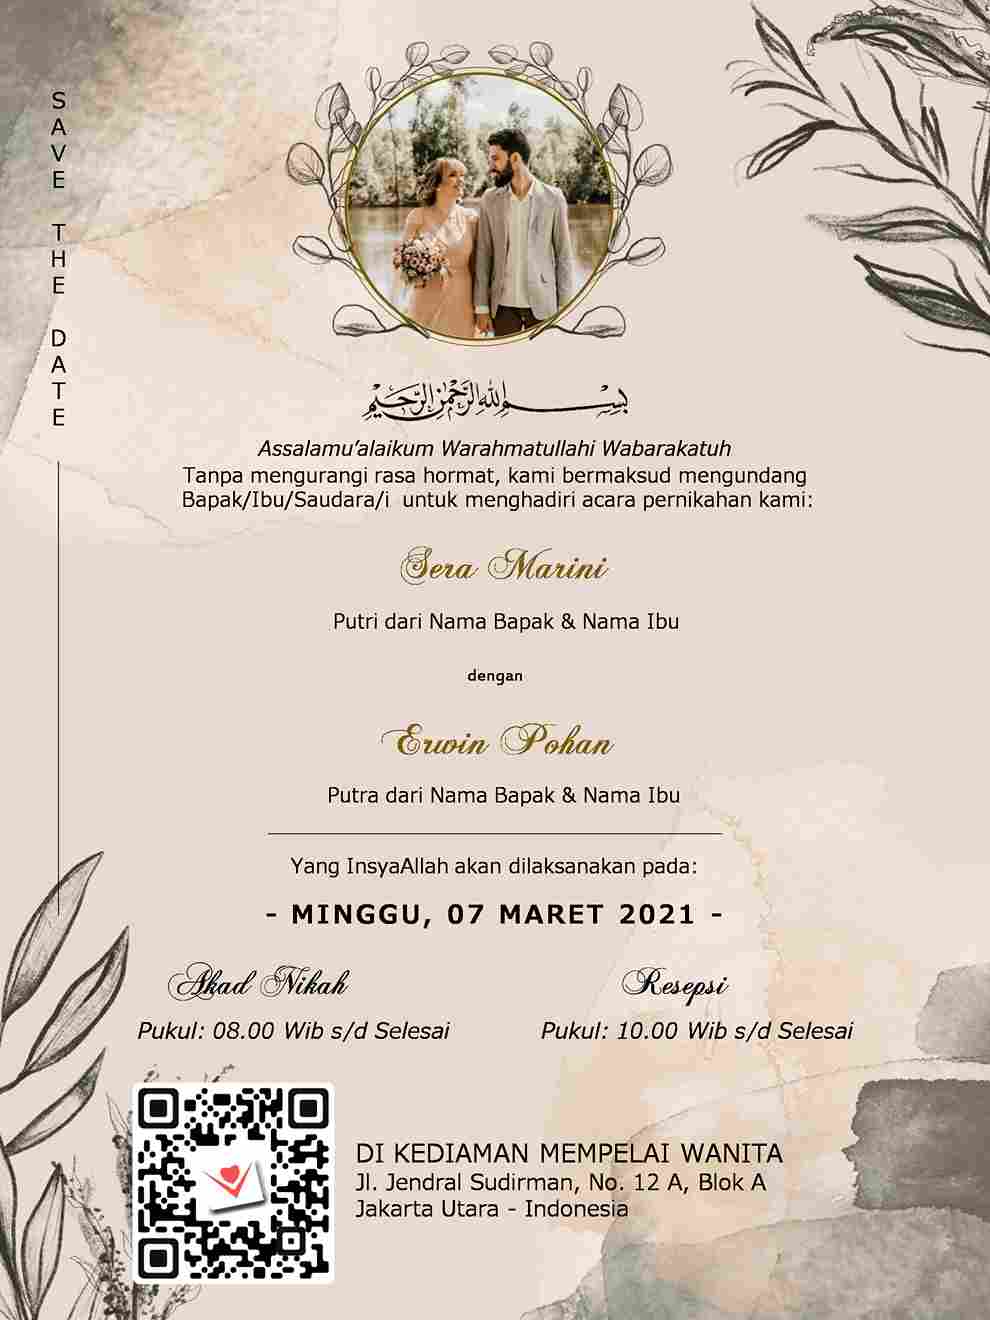 SAVE THE DATE
بسم الله الرحمن الرحيم
Assalamu’alaikum Warahmatullahi Wabarakatuh
Tanpa mengurangi rasa hormat, kami bermaksud mengundang
Bapak/Ibu/Saudara/i untuk menghadiri acara pernikahan kami:
Sera Marini
Putri dari Nama Bapak & Nama Ibu
dengan
Erwin Pohan
Putra dari Nama Bapak & Nama Ibu
Yang InsyaAllah akan dilaksanakan pada:
- MINGGU, 07 MARET 2021 -
Akad Nikah
Pukul: 08.00 Wib s/d Selesai
Resepsi
Pukul: 10.00 Wib s/d Selesai
DI KEDIAMAN MEMPELAI WANITA
Jl. Jendral Sudirman, No. 12 A, Blok A
Jakarta Utara - Indonesia